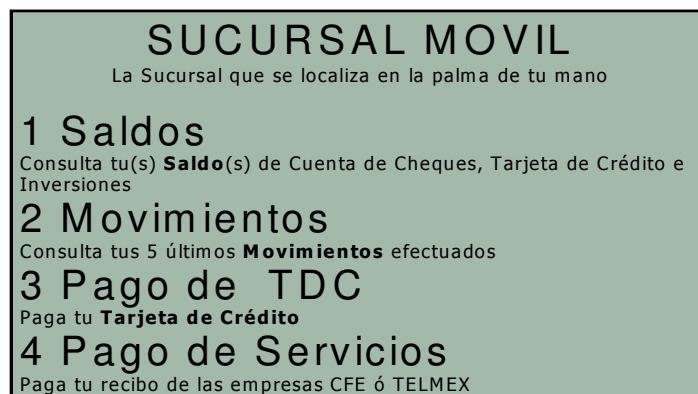 SUCURSAL MOVIL
La Sucursal que se localiza en la palma de tu mano
1 Saldos
Consulta tu(s) Saldo(s) de Cuenta de Cheques, Tarjeta de Crédito e
Inversiones
2 Movimientos
Consulta tus 5 últimos Movimientos efectuados
3 Pago de TDC
Paga tu Tarjeta de Crédito
4 Pago de Servicios
Paga tu recibo de las empresas CFE ó TELMEX